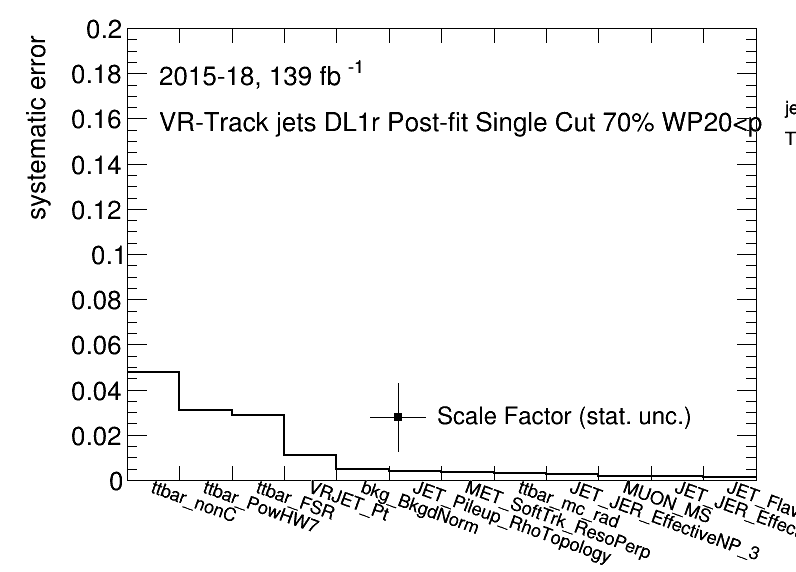 systematic error
0.2
0.18
0.16
0.14
0.12
0.1
0.08
0.06
0.04
0.02
0
2015-18, 139 fb -1
VR-Track jets DL1r Post-fit Single Cut 70% WP20<p
je
T
Scale Factor (stat. unc.)
ttbar_nonC
ttbar_PowHW7
ttbar_FSR
VRJET_Pt
bkg_BkgdNorm
JET_Pileup_RhoTopology
MET_SoftTrk_ResoPerp
ttbar_mc_rad
JET_JER_EffectiveNP_3
MUON_MS
JET_JER_Effec
JET_Flav